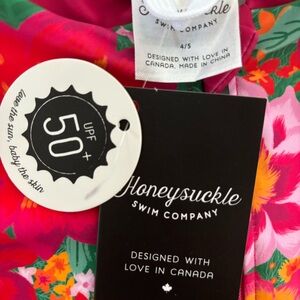 Honeysuckle
SWIM COMPANY
4/5
DESIGNED WITH LOVE IN
CANADA, MADE IN CHINA
love the sun, baby the skin
UPF
50+
Honeysuckle
SWIM COMPANY
DESIGNED WITH
LOVE IN CANADA